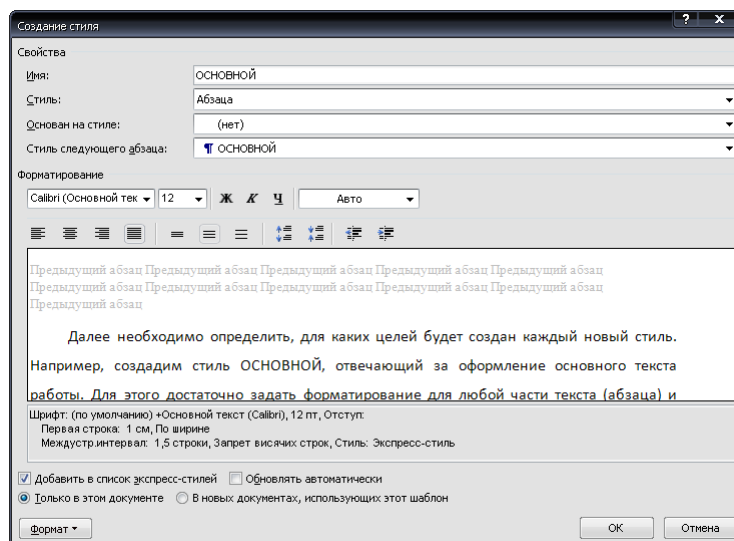 Создание стиля
Свойства
Имя: ОСНОВНОЙ
Стиль: Абзаца
Основан на стиле: (нет)
Стиль следующего абзаца: ¶ ОСНОВНОЙ
Форматирование
Calibri (Основной тек 12 Ж К Ч Авто
Предыдущий абзац Предыдущий абзац Предыдущий абзац Предыдущий абзац Предыдущий абзац
Предыдущий абзац Предыдущий абзац Предыдущий абзац Предыдущий абзац Предыдущий абзац
Предыдущий абзац
Далее необходимо определить, для каких целей будет создан каждый новый стиль.
Например, создадим стиль ОСНОВНОЙ, отвечающий за оформление основного текста
работы. Для этого достаточно задать форматирование для любой части текста (абзаца) и
Шрифт: (по умолчанию) +Основной текст (Calibri), 12 пт, Отступ:
Первая строка: 1 см, По ширине
Междустр.интервал: 1,5 строки, Запрет висячих строк, Стиль: Экспресс-стиль
Добавить в список экспресс-стилей Обновлять автоматически
Только в этом документе В новых документах, использующих этот шаблон
Формат ОК Отмена